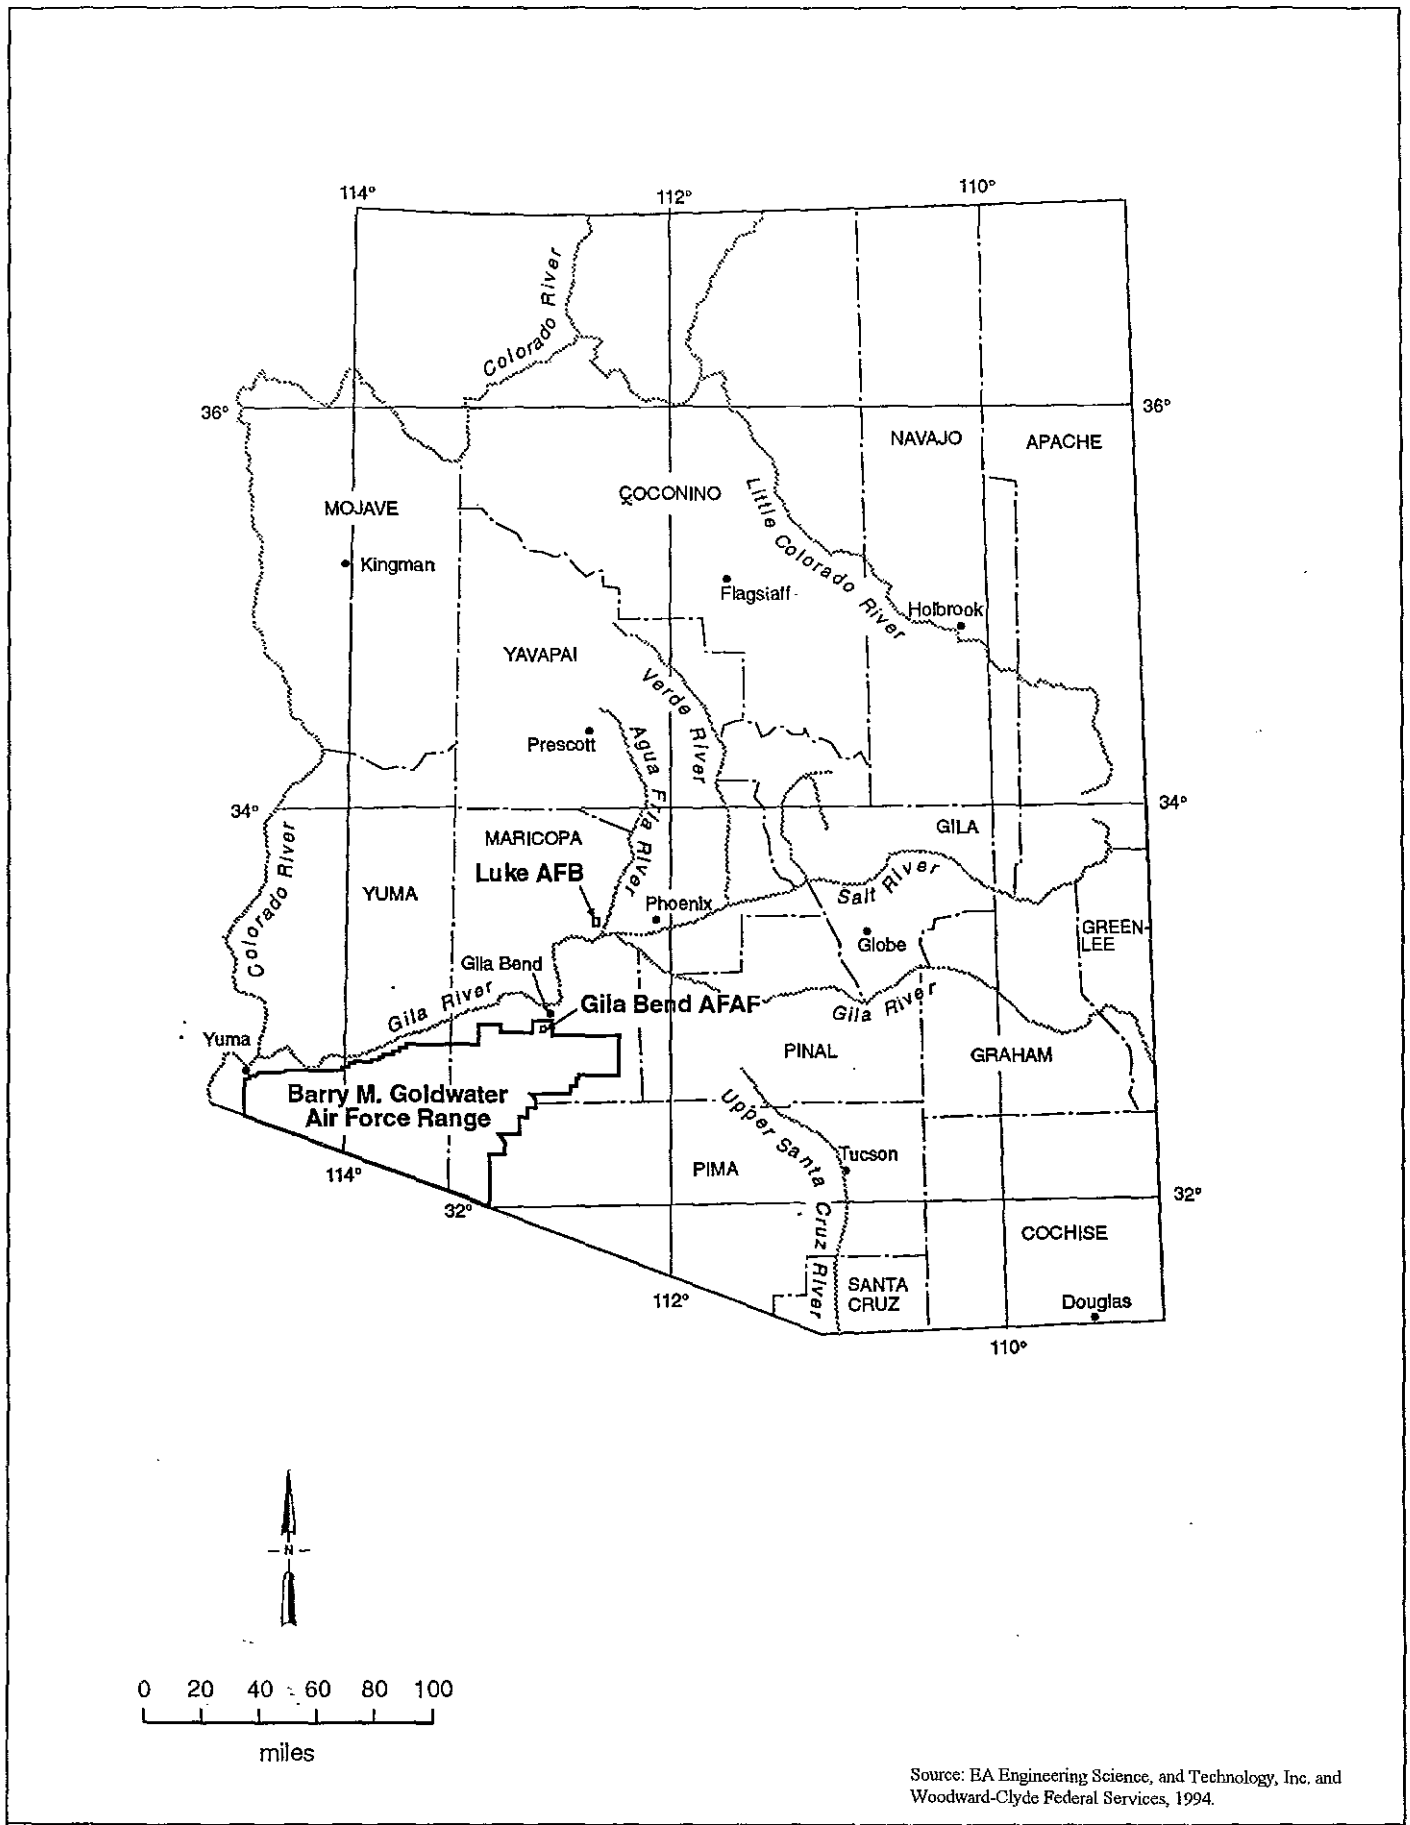 114°
112°
110°
Colorado River
36°
36°
NAVAJO
APACHE
MOJAVE
COCONINO
Little Colorado River
Kingman
Flagstaff
Holbrook
YAVAPAI
Verde River
Prescott
Agua Fria River
34°
34°
MARICOPA
GILA
Luke AFB
Colorado River
YUMA
Salt River
Phoenix
GREEN-
LEE
Globe
Gila Bend
Gila River
Gila Bend AFAF
Gila River
Yuma
PINAL
GRAHAM
Barry M. Goldwater
Air Force Range
Upper Santa Cruz River
Tucson
PIMA
114°
32°
32°
COCHISE
SANTA
CRUZ
112°
Douglas
110°
N
0 20 40 60 80 100
miles
Source: EA Engineering Science, and Technology, Inc. and
Woodward-Clyde Federal Services, 1994.